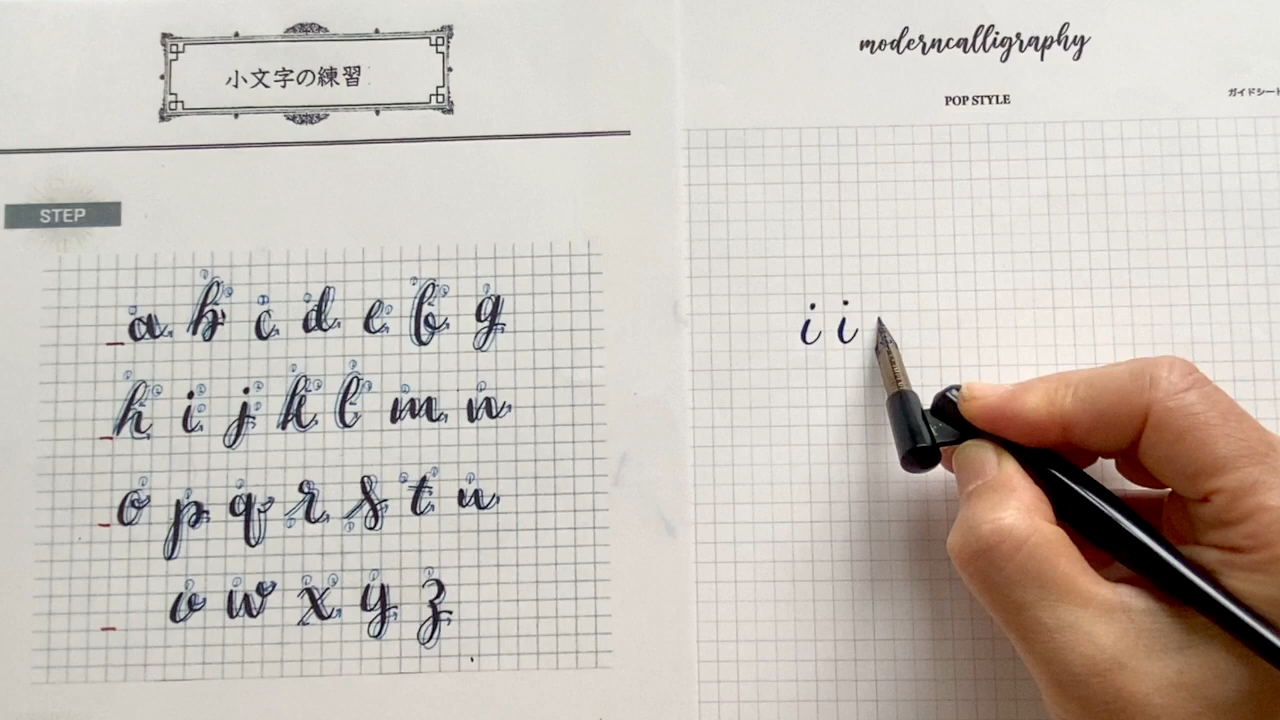 小文字の練習
STEP
a b c d e f g
h i j k l m n
o p q r s t u
v w x y z
moderncalligraphy
POP STYLE
ガイドシート
i i